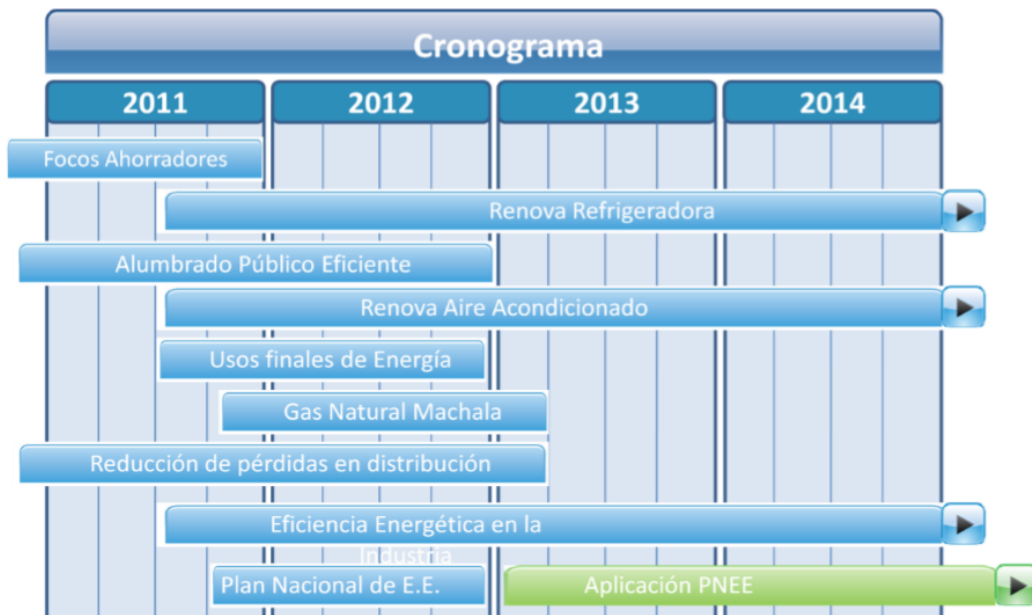 Cronograma
2011 2012 2013 2014
Focos Ahorradores
Renova Refrigeradora
Alumbrado Público Eficiente
Renova Aire Acondicionado
Usos finales de Energía
Gas Natural Machala
Reducción de pérdidas en distribución
Eficiencia Energética en la
Industria
Plan Nacional de E.E. Aplicación PNEE